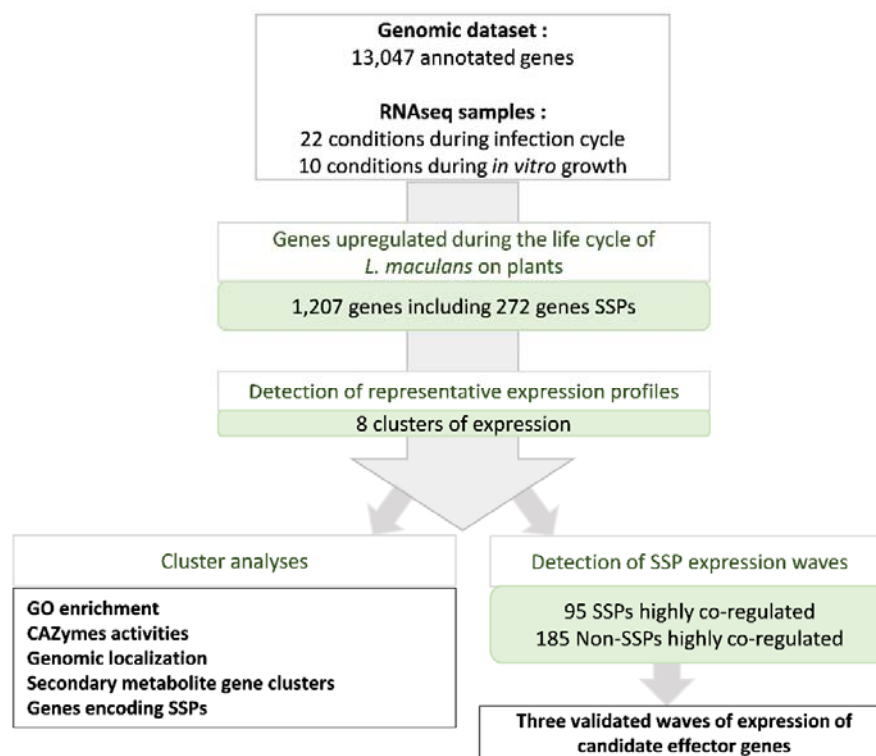 Genomic dataset :
13,047 annotated genes
RNAseq samples :
22 conditions during infection cycle
10 conditions during in vitro growth
Genes upregulated during the life cycle of
L. maculans on plants
1,207 genes including 272 genes SSPs
Detection of representative expression profiles
8 clusters of expression
Cluster analyses
GO enrichment
CAZymes activities
Genomic localization
Secondary metabolite gene clusters
Genes encoding SSPs
Detection of SSP expression waves
95 SSPs highly co-regulated
185 Non-SSPs highly co-regulated
Three validated waves of expression of
candidate effector genes